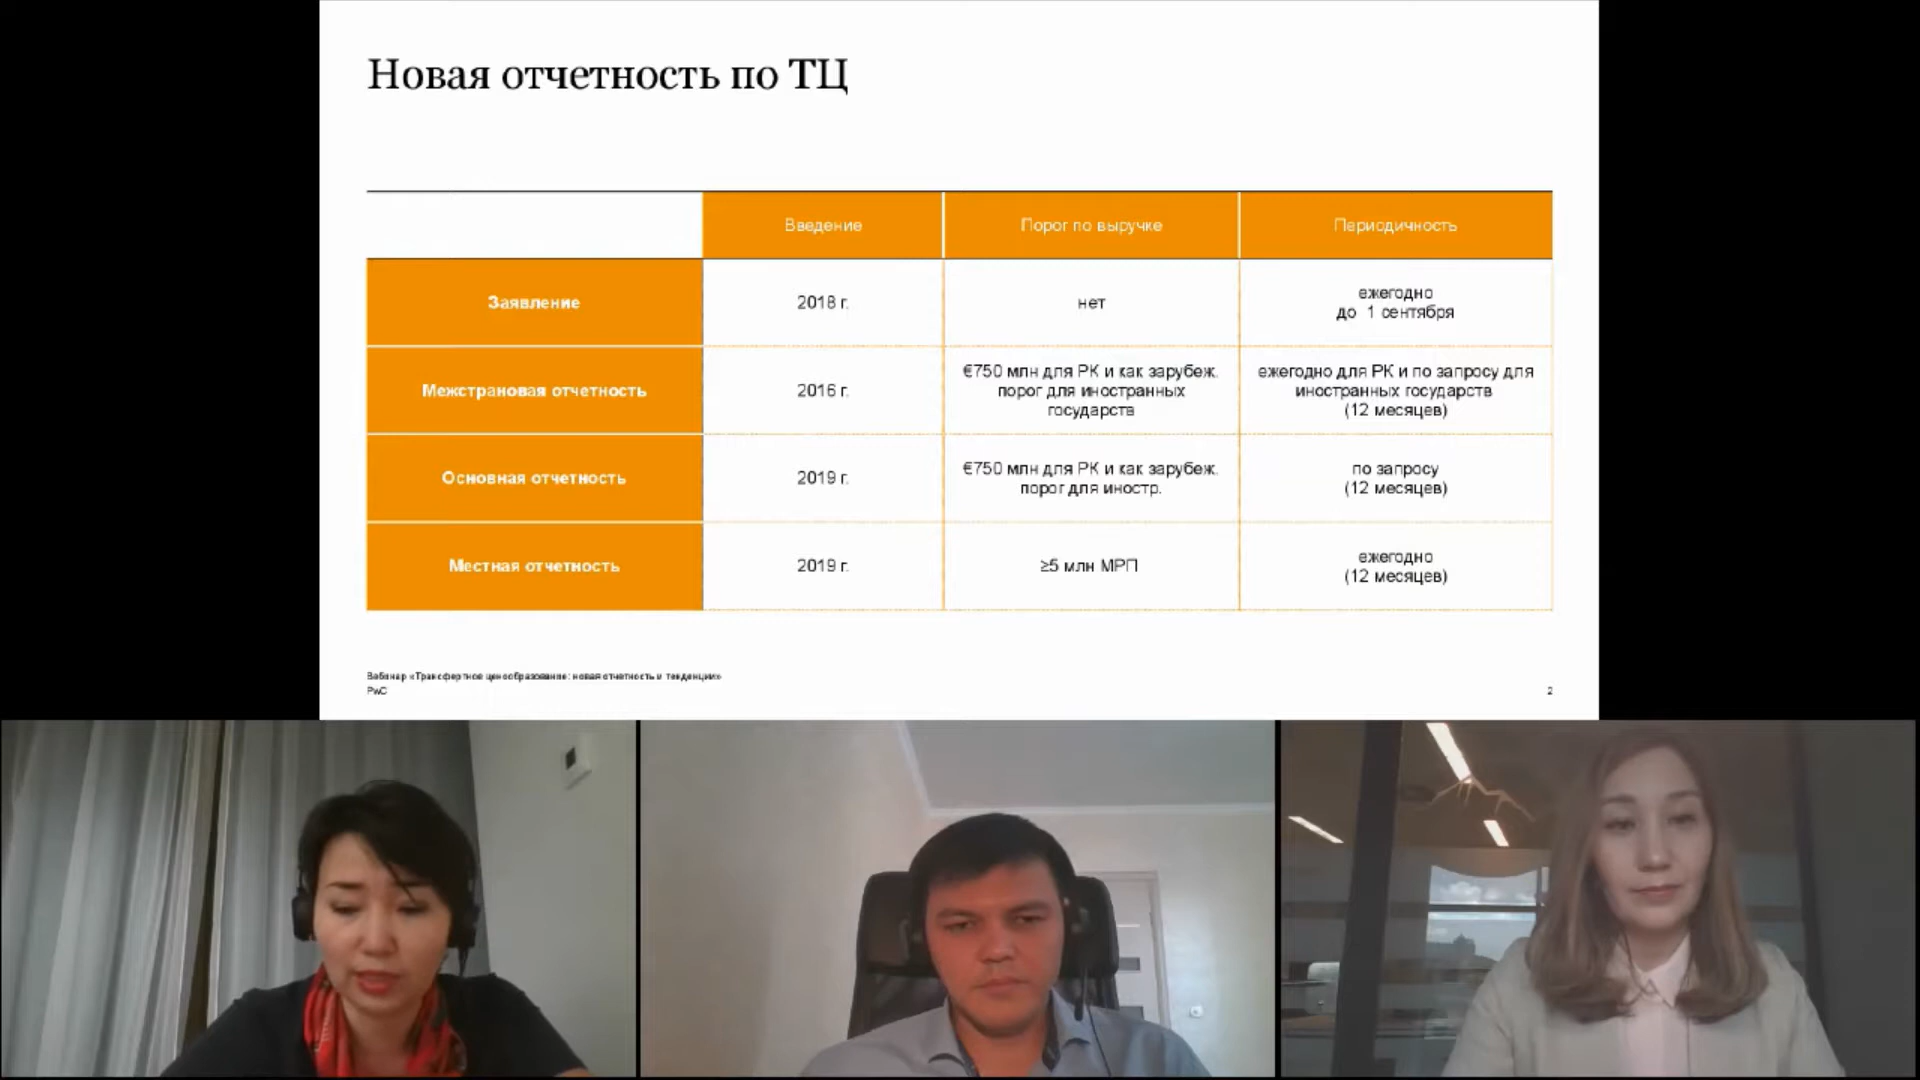 Новая отчетность по ТЦ
Введение
Порог по выручке
Периодичность
Заявление
2018 г.
нет
ежегодно
до 1 сентября
Межстрановая отчетность
2016 г.
€750 млн для РК и как зарубеж.
порог для иностранных
государств
ежегодно для РК и по запросу для
иностранных государств
(12 месяцев)
Основная отчетность
2019 г.
€750 млн для РК и как зарубеж.
порог для иностр.
по запросу
(12 месяцев)
Местная отчетность
2019 г.
≥5 млн МРП
ежегодно
(12 месяцев)
Вебинар «Трансфертное ценообразование: новая отчетность и тенденции»
PwC
2